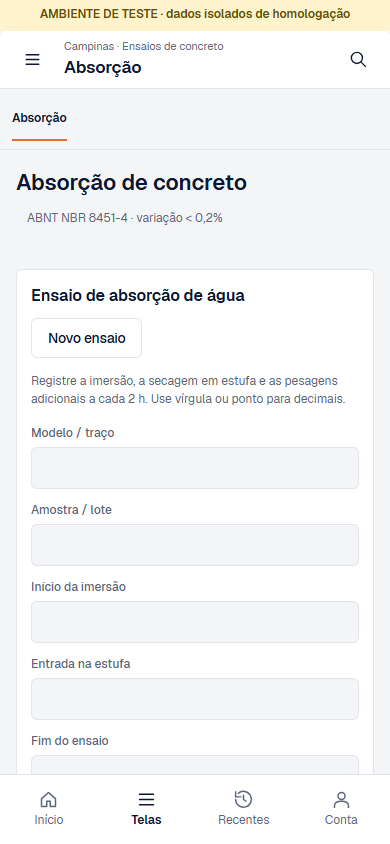 AMBIENTE DE TESTE · dados isolados de homologação
Campinas · Ensaios de concreto
Absorção
Absorção
Absorção de concreto
ABNT NBR 8451-4 · variação < 0,2%
Ensaio de absorção de água
Novo ensaio
Registre a imersão, a secagem em estufa e as pesagens
adicionais a cada 2 h. Use vírgula ou ponto para decimais.
Modelo / traço
Amostra / lote
Início da imersão
Entrada na estufa
Fim do ensaio
Início
Telas
Recentes
Conta